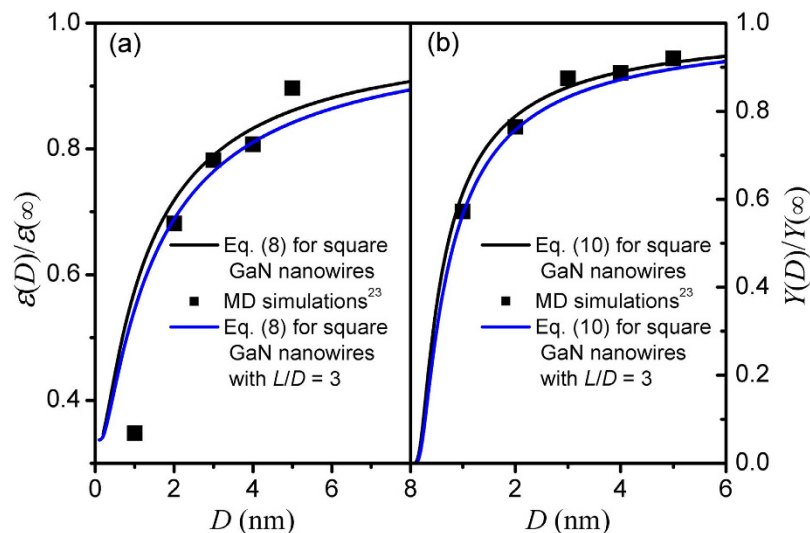 (a)
(b)
1.0
0.8
0.6
0.4
ε(D)/ε(∞)
Eq. (8) for square
GaN nanowires
MD simulations23
Eq. (8) for square
GaN nanowires
with L/D = 3
0
2
4
6
8
D (nm)
Eq. (10) for square
GaN nanowires
MD simulations23
Eq. (10) for square
GaN nanowires
with L/D = 3
2
4
6
D (nm)
1.0
0.8
0.6
0.4
0.2
0.0
Y(D)/Y(∞)